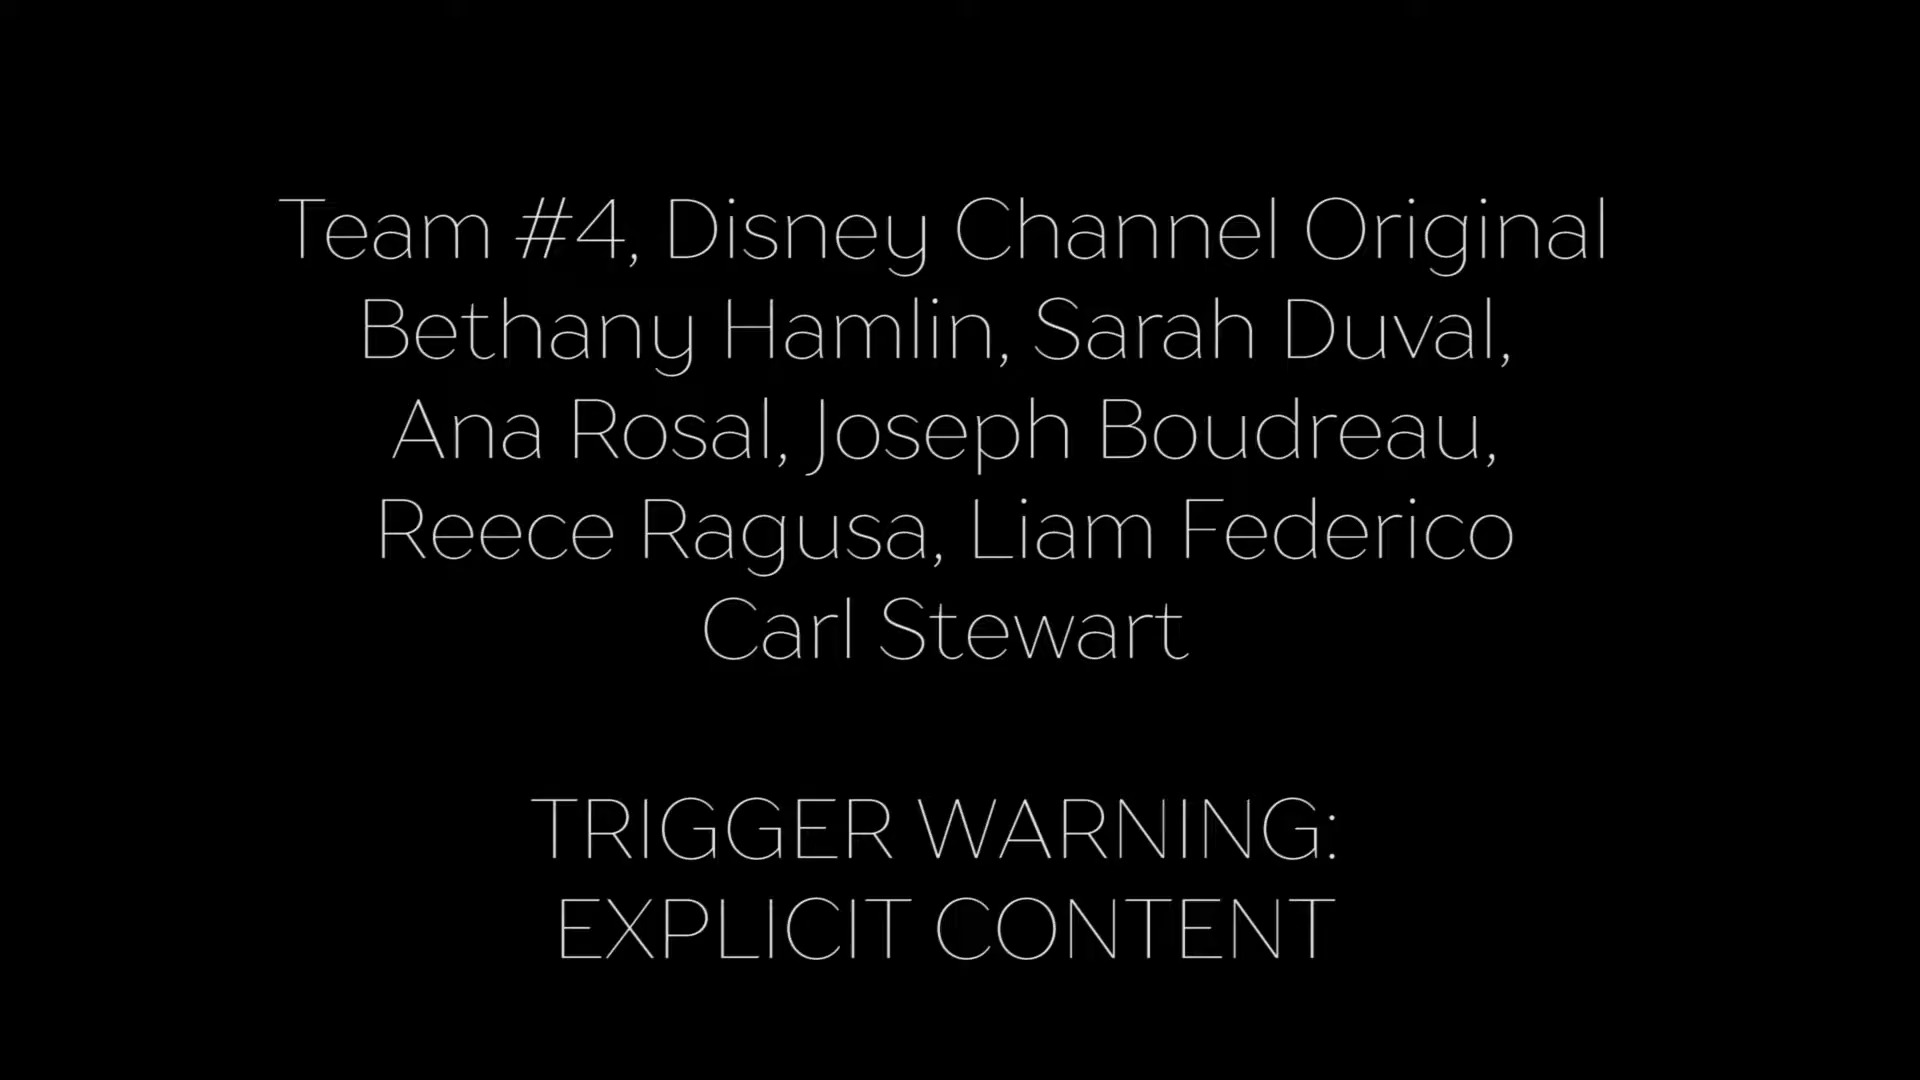 Team #4, Disney Channel Original
Bethany Hamlin, Sarah Duval,
Ana Rosal, Joseph Boudreau,
Reece Ragusa, Liam Federico
Carl Stewart
TRIGGER WARNING:
EXPLICIT CONTENT